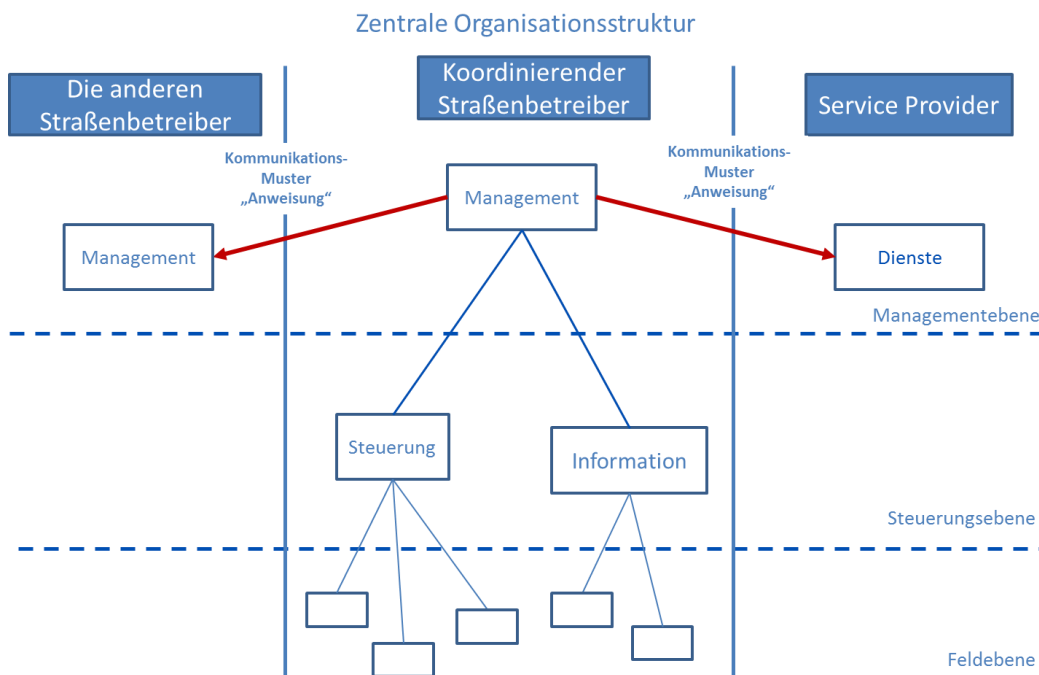 Zentrale Organisationsstruktur
Die anderen
Straßenbetreiber
Koordinierender
Straßenbetreiber
Service Provider
Kommunikations-
Muster
„Anweisung“
Kommunikations-
Muster
„Anweisung“
Management
Management
Dienste
Managementebene
Steuerung
Information
Steuerungsebene
Feldebene